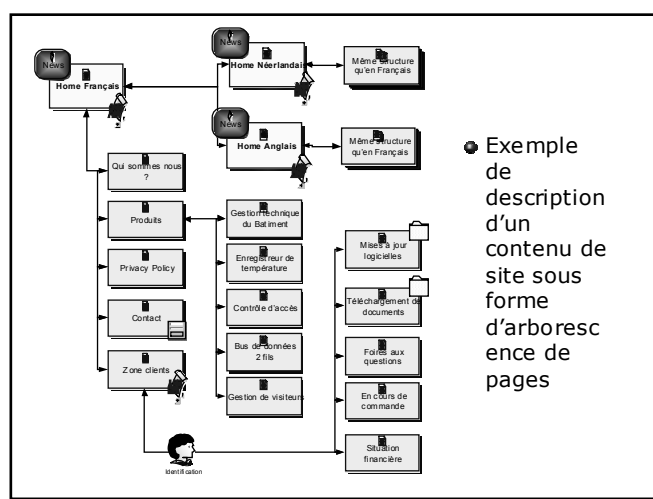 News
Home Français
News
Home Néerlandais
Même structure
qu'en Français
News
Home Anglais
Même structure
qu'en Français
Qui sommes nous
?
Produits
Privacy Policy
Contact
Zone clients
Gestion technique
du Batiment
Enregistreur de
température
Contrôle d'accès
Bus de données
2 fils
Gestion de visiteurs
Mises à jour
logicielles
Téléchargement de
documents
Foires aux
questions
En cours de
commande
Situation
financière
Identification
Exemple
de
description
d'un
contenu de
site sous
forme
d'arboresc
ence de
pages